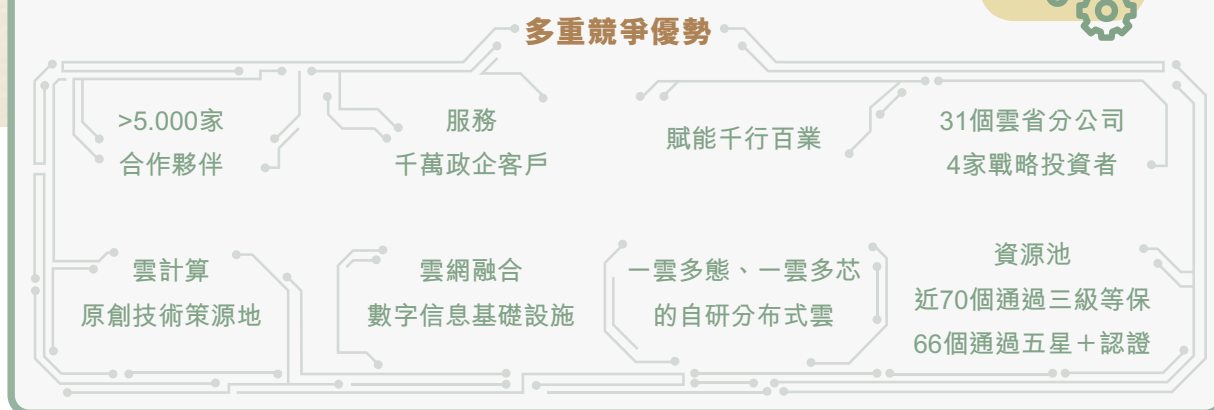 多重競爭優勢
>5.000家
合作夥伴
服務
千萬政企客戶
賦能千行百業
31個雲省分公司
4家戰略投資者
雲計算
原創技術策源地
雲網融合
數字信息基礎設施
一雲多態、一雲多芯
的自研分布式雲
資源池
近70個通過三級等保
66個通過五星＋認證